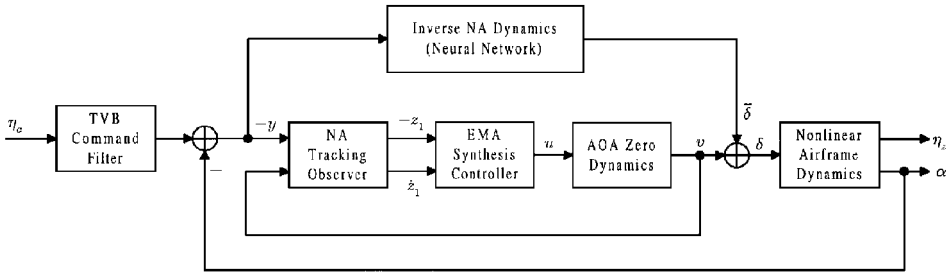 Inverse NA Dynamics
(Neural Network)
η_c
TVB
Command
Filter
−
−y
NA
Tracking
Observer
−z₁
ż₁
EMA
Synthesis
Controller
u
AOA Zero
Dynamics
υ
δ̄
δ
Nonlinear
Airframe
Dynamics
η_z
α